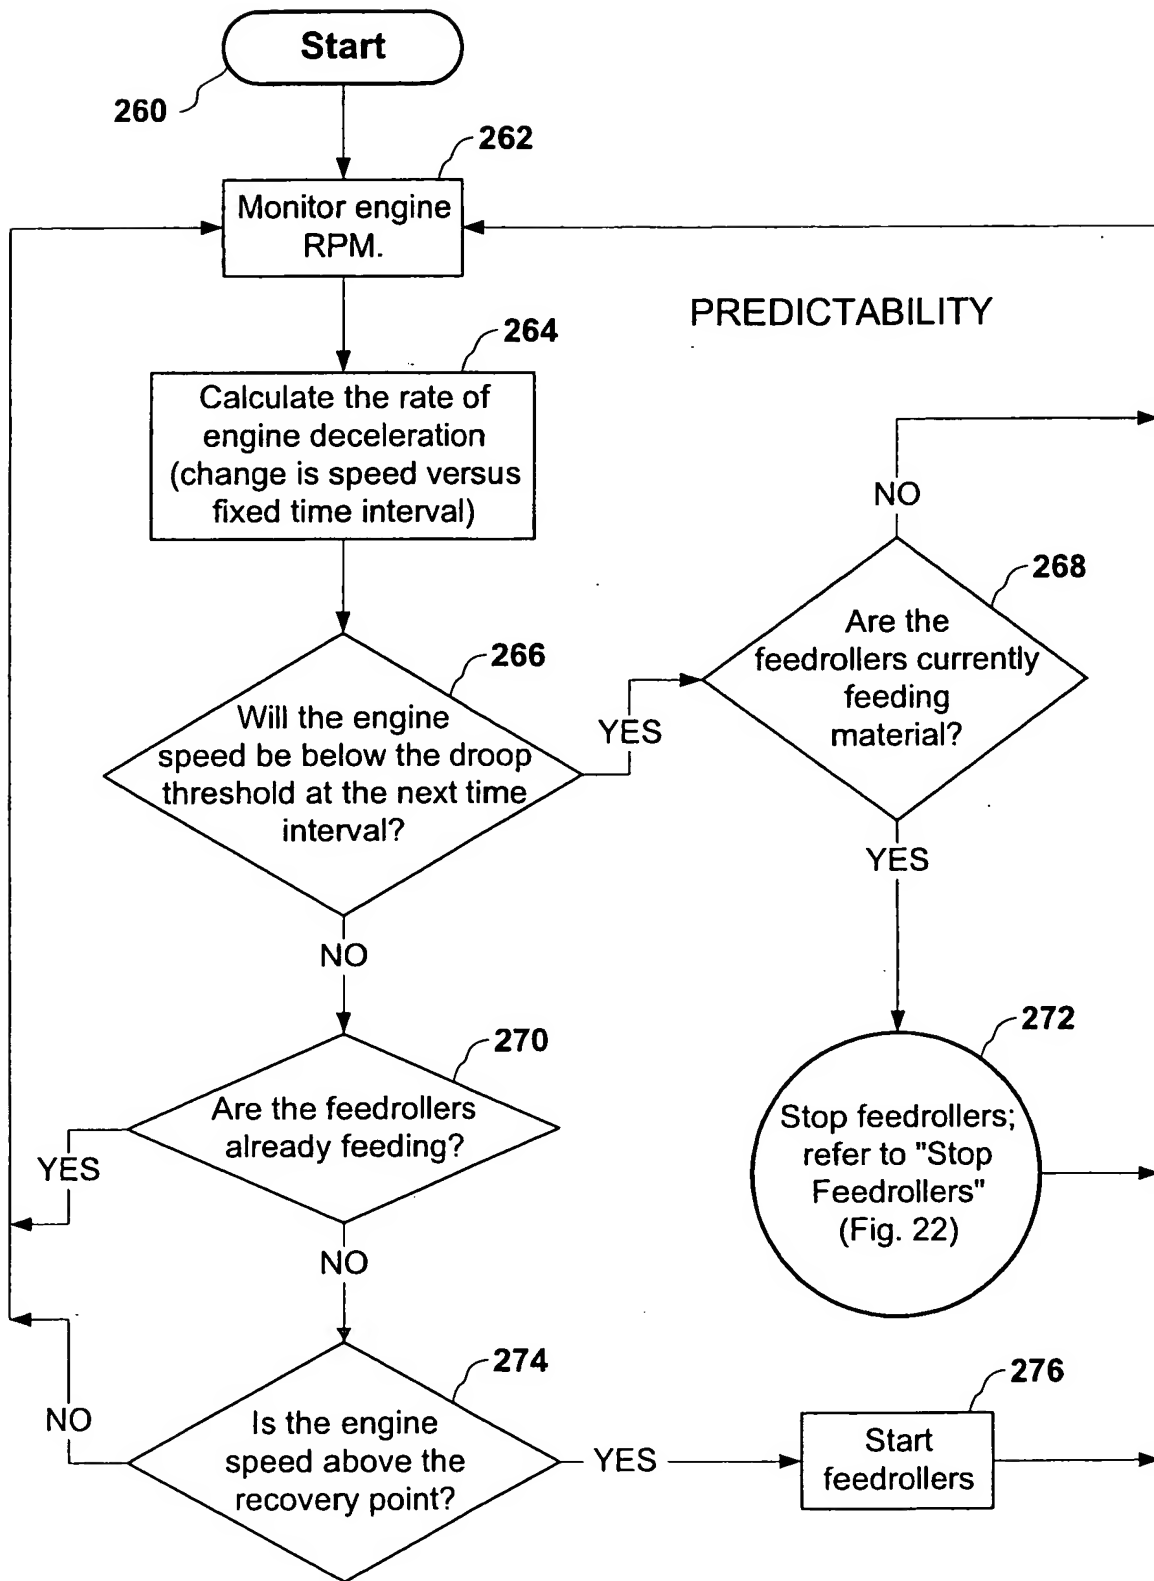 Start
260
262
Monitor engine
RPM.
PREDICTABILITY
264
Calculate the rate of
engine deceleration
(change is speed versus
fixed time interval)
NO
268
Are the
feedrollers currently
feeding
material?
266
Will the engine
speed be below the droop
threshold at the next time
interval?
YES
YES
NO
272
Stop feedrollers;
refer to "Stop
Feedrollers"
(Fig. 22)
270
Are the feedrollers
already feeding?
YES
NO
274
Is the engine
speed above the
recovery point?
NO
YES
276
Start
feedrollers